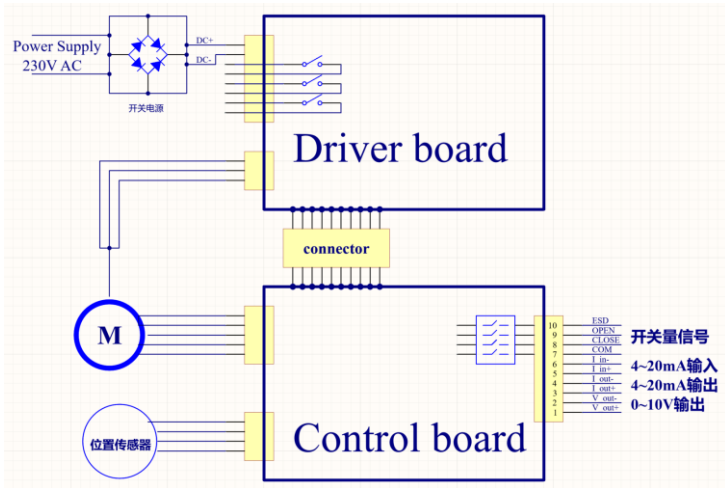 Power Supply
230V AC
DC+
DC-
开关电源
Driver board
connector
M
位置传感器
Control board
10 ESD
9 OPEN
8 CLOSE
7 COM
6 I in-
5 I in+
4 I out-
3 I out+
2 V out-
1 V out+
开关量信号
4~20mA输入
4~20mA输出
0~10V输出